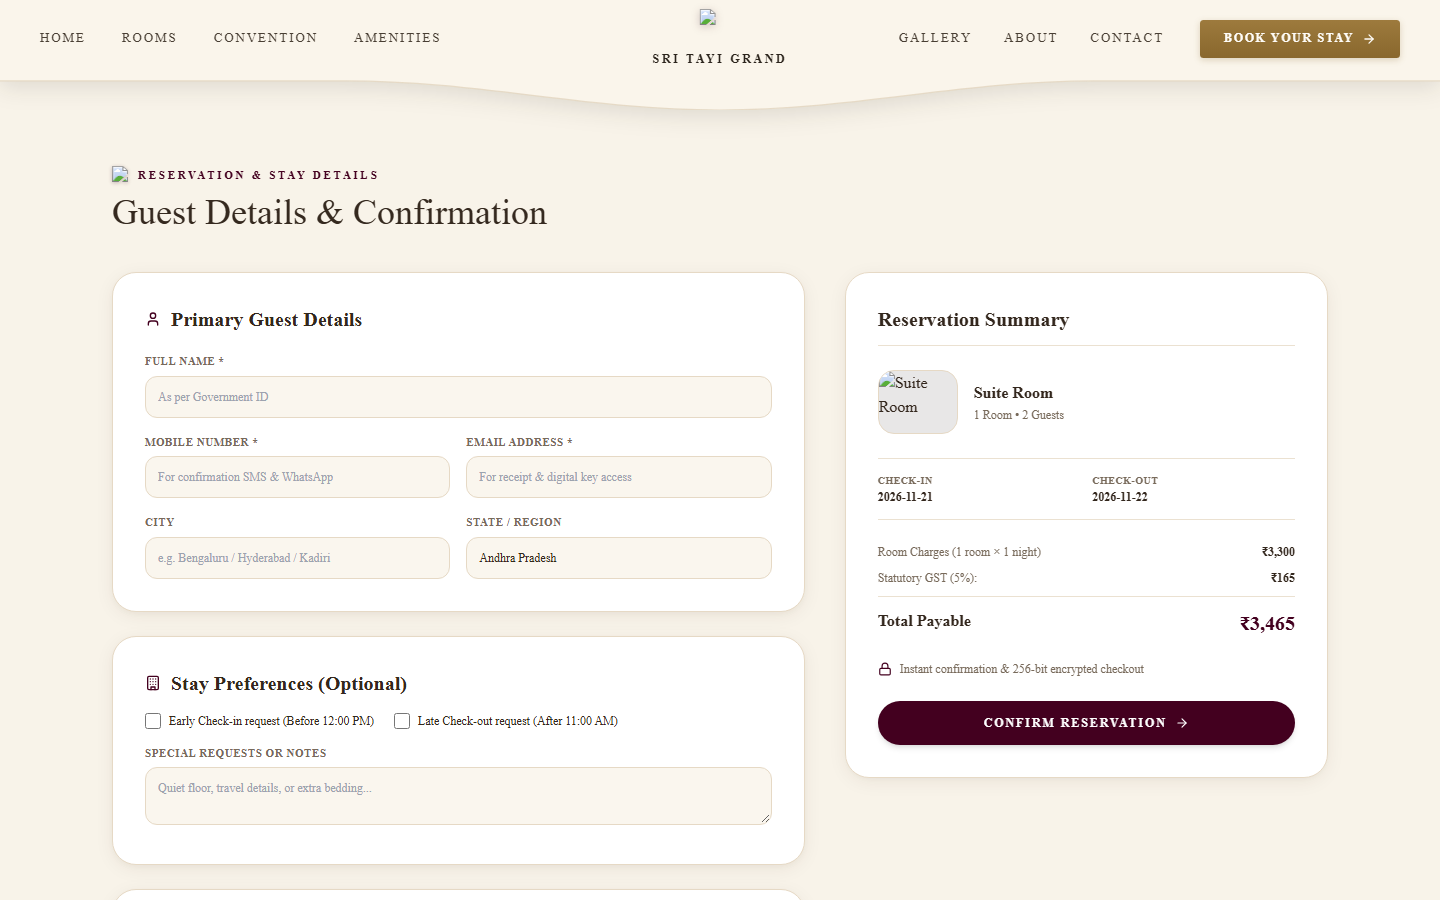 HOME ROOMS CONVENTION AMENITIES SRI TAYI GRAND GALLERY ABOUT CONTACT BOOK YOUR STAY →
RESERVATION & STAY DETAILS
Guest Details & Confirmation
Primary Guest Details
FULL NAME *
As per Government ID
MOBILE NUMBER * EMAIL ADDRESS *
For confirmation SMS & WhatsApp For receipt & digital key access
CITY STATE / REGION
e.g. Bengaluru / Hyderabad / Kadiri Andhra Pradesh
Stay Preferences (Optional)
Early Check-in request (Before 12:00 PM) Late Check-out request (After 11:00 AM)
SPECIAL REQUESTS OR NOTES
Quiet floor, travel details, or extra bedding...
Reservation Summary
Suite Room
Suite Room
1 Room • 2 Guests
CHECK-IN CHECK-OUT
2026-11-21 2026-11-22
Room Charges (1 room × 1 night) ₹3,300
Statutory GST (5%): ₹165
Total Payable ₹3,465
Instant confirmation & 256-bit encrypted checkout
CONFIRM RESERVATION →